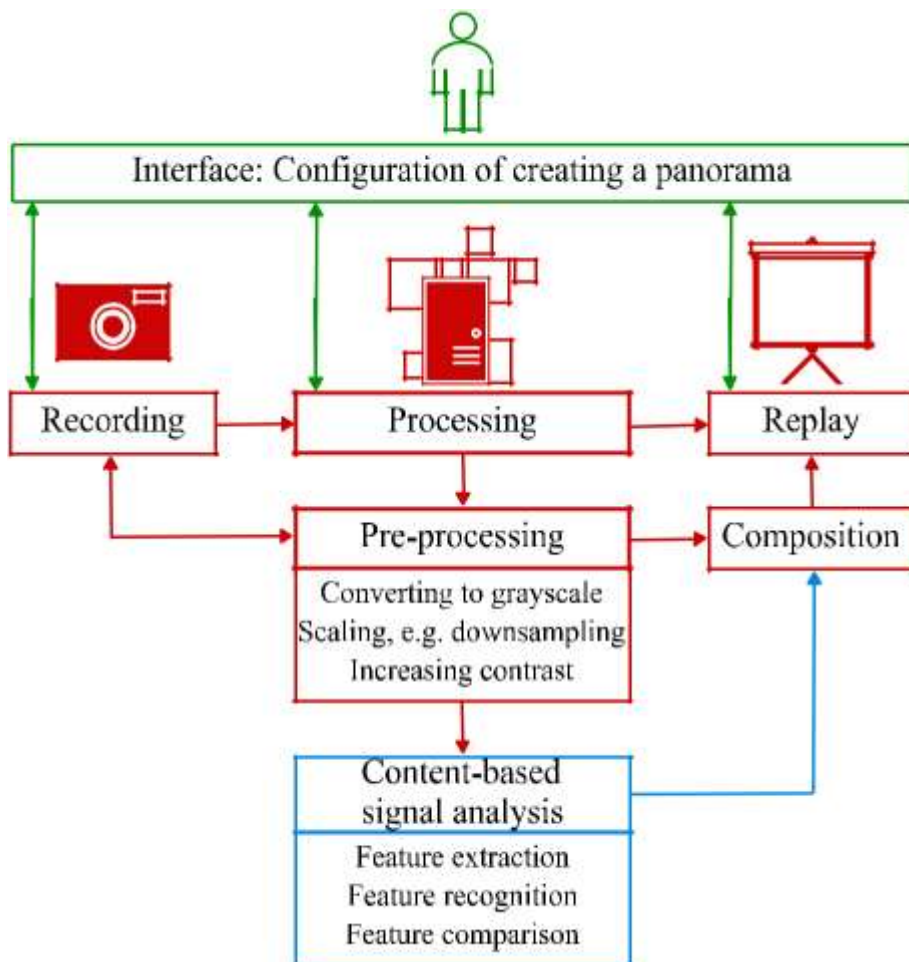 Interface: Configuration of creating a panorama
Recording
Processing
Replay
Pre-processing
Composition
Converting to grayscale
Scaling, e.g. downsampling
Increasing contrast
Content-based
signal analysis
Feature extraction
Feature recognition
Feature comparison